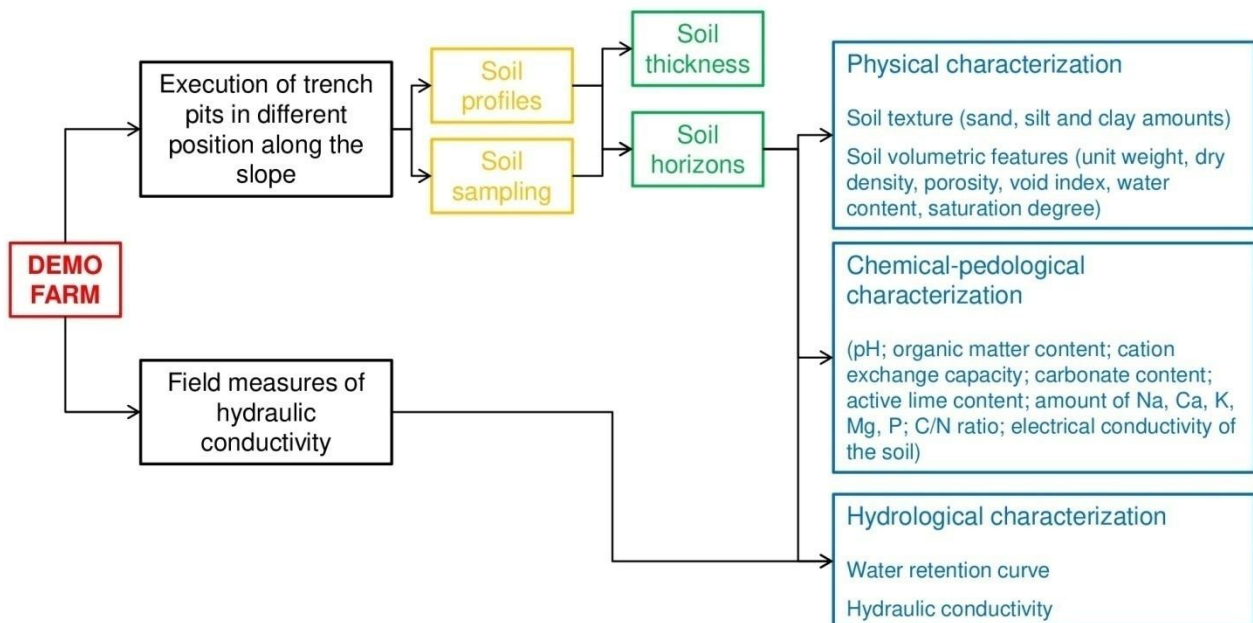 DEMO
FARM
Execution of trench
pits in different
position along the
slope
Soil
profiles
Soil
sampling
Soil
thickness
Soil
horizons
Field measures of
hydraulic
conductivity
Physical characterization
Soil texture (sand, silt and clay amounts)
Soil volumetric features (unit weight, dry
density, porosity, void index, water
content, saturation degree)
Chemical-pedological
characterization
(pH; organic matter content; cation
exchange capacity; carbonate content;
active lime content; amount of Na, Ca, K,
Mg, P; C/N ratio; electrical conductivity of
the soil)
Hydrological characterization
Water retention curve
Hydraulic conductivity